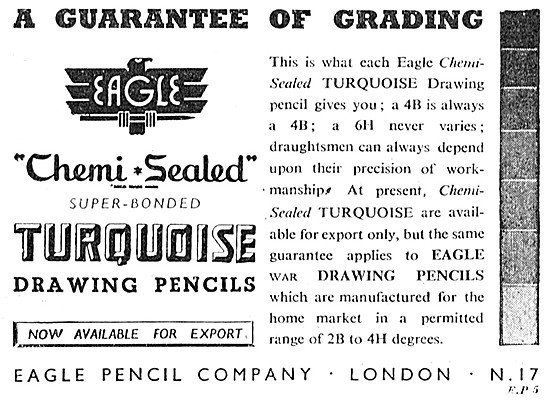 A GUARANTEE OF GRADING
EAGLE
"Chemi * Sealed"
SUPER-BONDED
TURQUOISE
DRAWING PENCILS
NOW AVAILABLE FOR EXPORT.
This is what each Eagle Chemi-
Sealed TURQUOISE Drawing
pencil gives you; a 4B is always
a 4B; a 6H never varies;
draughtsmen can always depend
upon their precision of work-
manship. At present, Chemi-
Sealed TURQUOISE are avail-
able for export only, but the same
guarantee applies to EAGLE
WAR DRAWING PENCILS
which are manufactured for the
home market in a permitted
range of 2B to 4H degrees.
EAGLE PENCIL COMPANY · LONDON · N.17
E.P 5